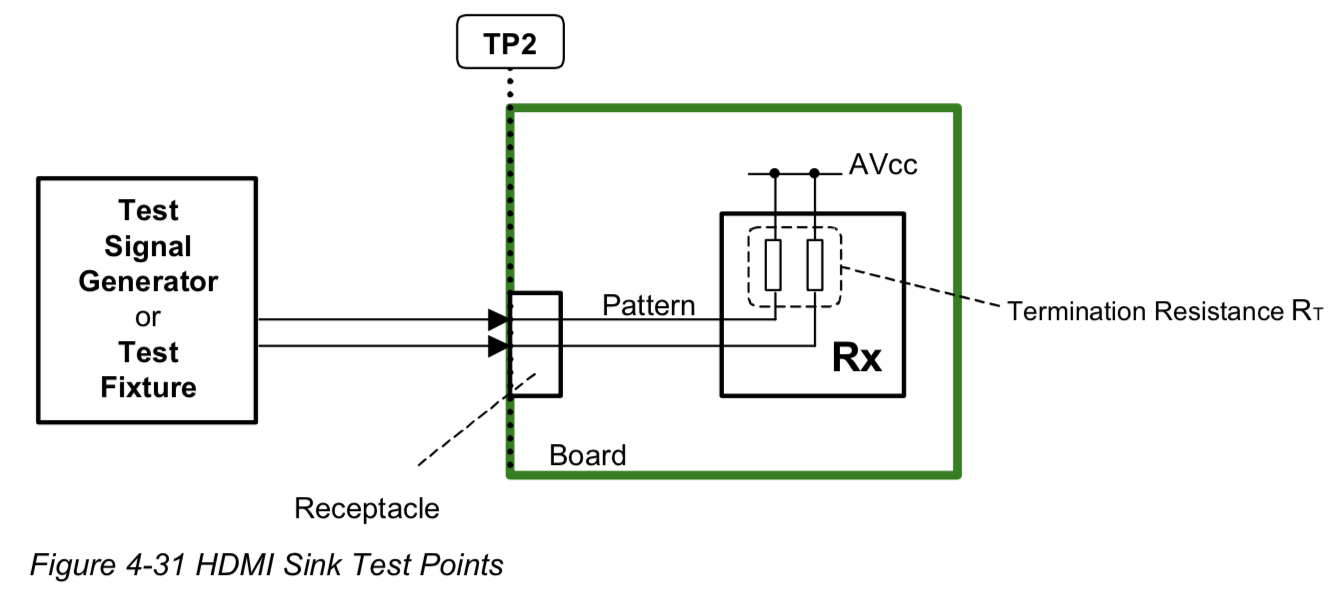 TP2
AVcc
Test
Signal
Generator
or
Test
Fixture
Pattern
Termination Resistance RT
Rx
Board
Receptacle
Figure 4-31 HDMI Sink Test Points